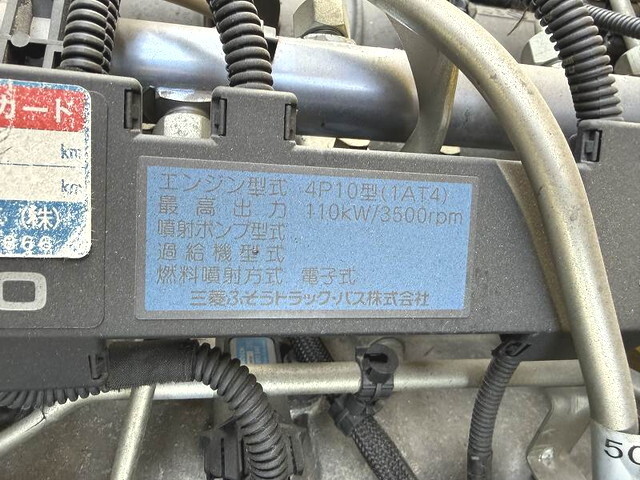 ガード
km
km
(株)
エンジン型式 4P10型(1AT4)
最高出力 110kW/3500rpm
噴射ポンプ型式
過給機型式
燃料噴射方式 電子式
三菱ふそうトラック・バス株式会社
O
50